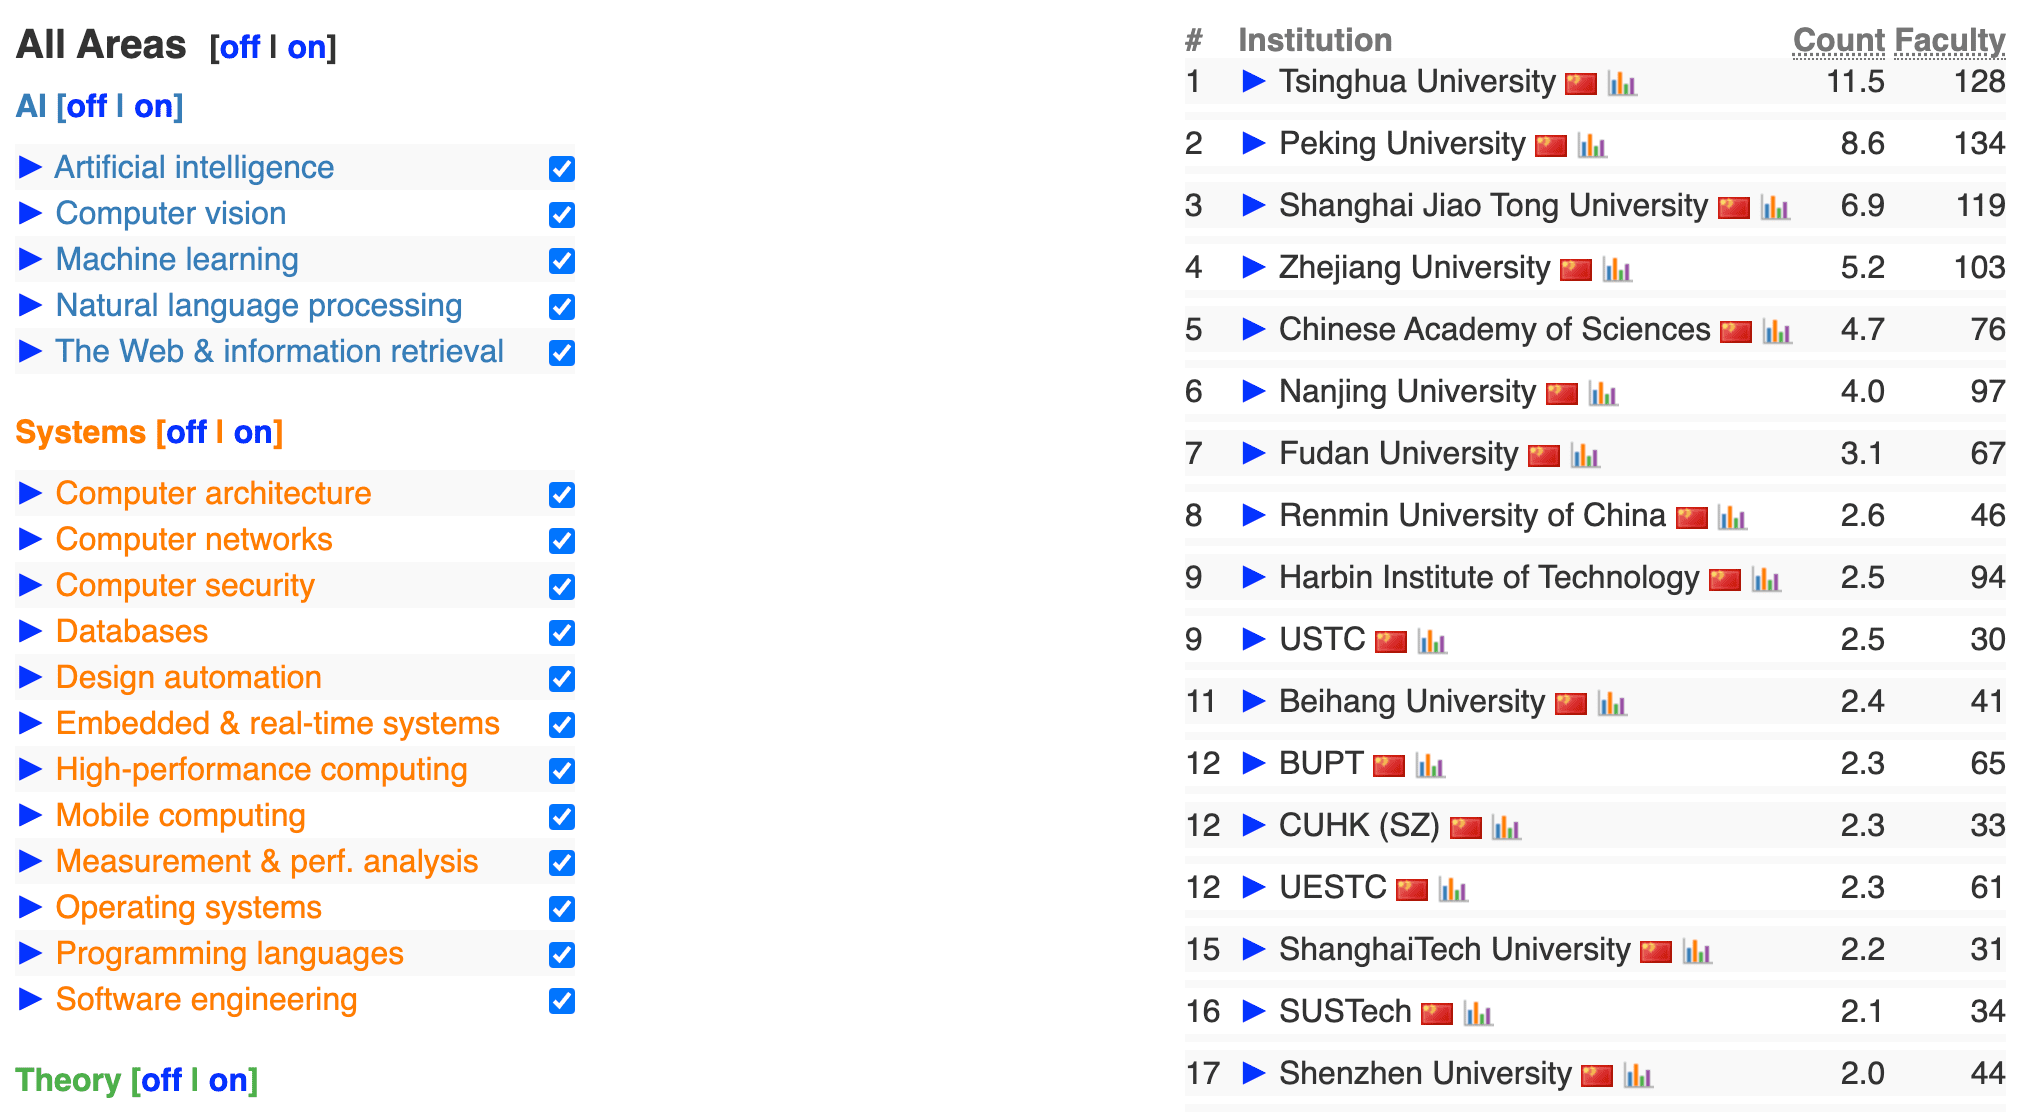 All Areas [off | on]
AI [off | on]
► Artificial intelligence
► Computer vision
► Machine learning
► Natural language processing
► The Web & information retrieval
Systems [off | on]
► Computer architecture
► Computer networks
► Computer security
► Databases
► Design automation
► Embedded & real-time systems
► High-performance computing
► Mobile computing
► Measurement & perf. analysis
► Operating systems
► Programming languages
► Software engineering
Theory [off | on]
# Institution Count Faculty
1 ► Tsinghua University 11.5 128
2 ► Peking University 8.6 134
3 ► Shanghai Jiao Tong University 6.9 119
4 ► Zhejiang University 5.2 103
5 ► Chinese Academy of Sciences 4.7 76
6 ► Nanjing University 4.0 97
7 ► Fudan University 3.1 67
8 ► Renmin University of China 2.6 46
9 ► Harbin Institute of Technology 2.5 94
9 ► USTC 2.5 30
11 ► Beihang University 2.4 41
12 ► BUPT 2.3 65
12 ► CUHK (SZ) 2.3 33
12 ► UESTC 2.3 61
15 ► ShanghaiTech University 2.2 31
16 ► SUSTech 2.1 34
17 ► Shenzhen University 2.0 44